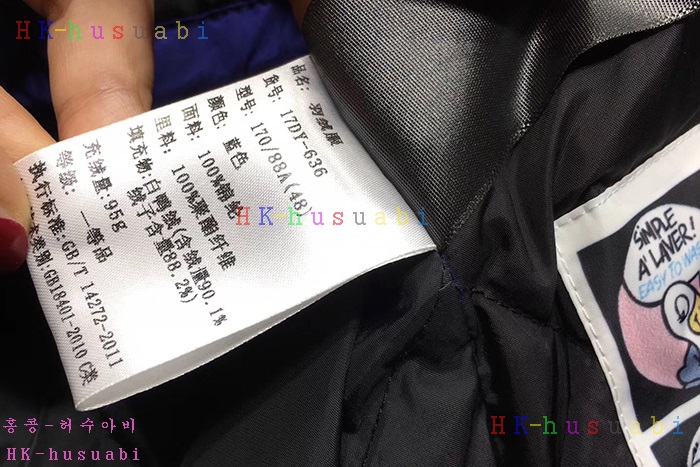 HK-husuabi
品名: 羽绒服
货号: 17DY-636
型号: 170/88A(48)
颜色: 蓝色
面料: 100%锦纶
里料: 100%聚酯纤维
填充物: 白鸭绒(含绒量90.1%
绒子含量88.2%)
充绒量: 95g
等级: 一等品
执行标准: GB/T 14272-2011
类别: GB18401-2010 C类
HK-husuabi
SiMPLE
A LAYER!
EASY TO WA
홍콩-허수아비
HK-husuabi
HK-husuabi